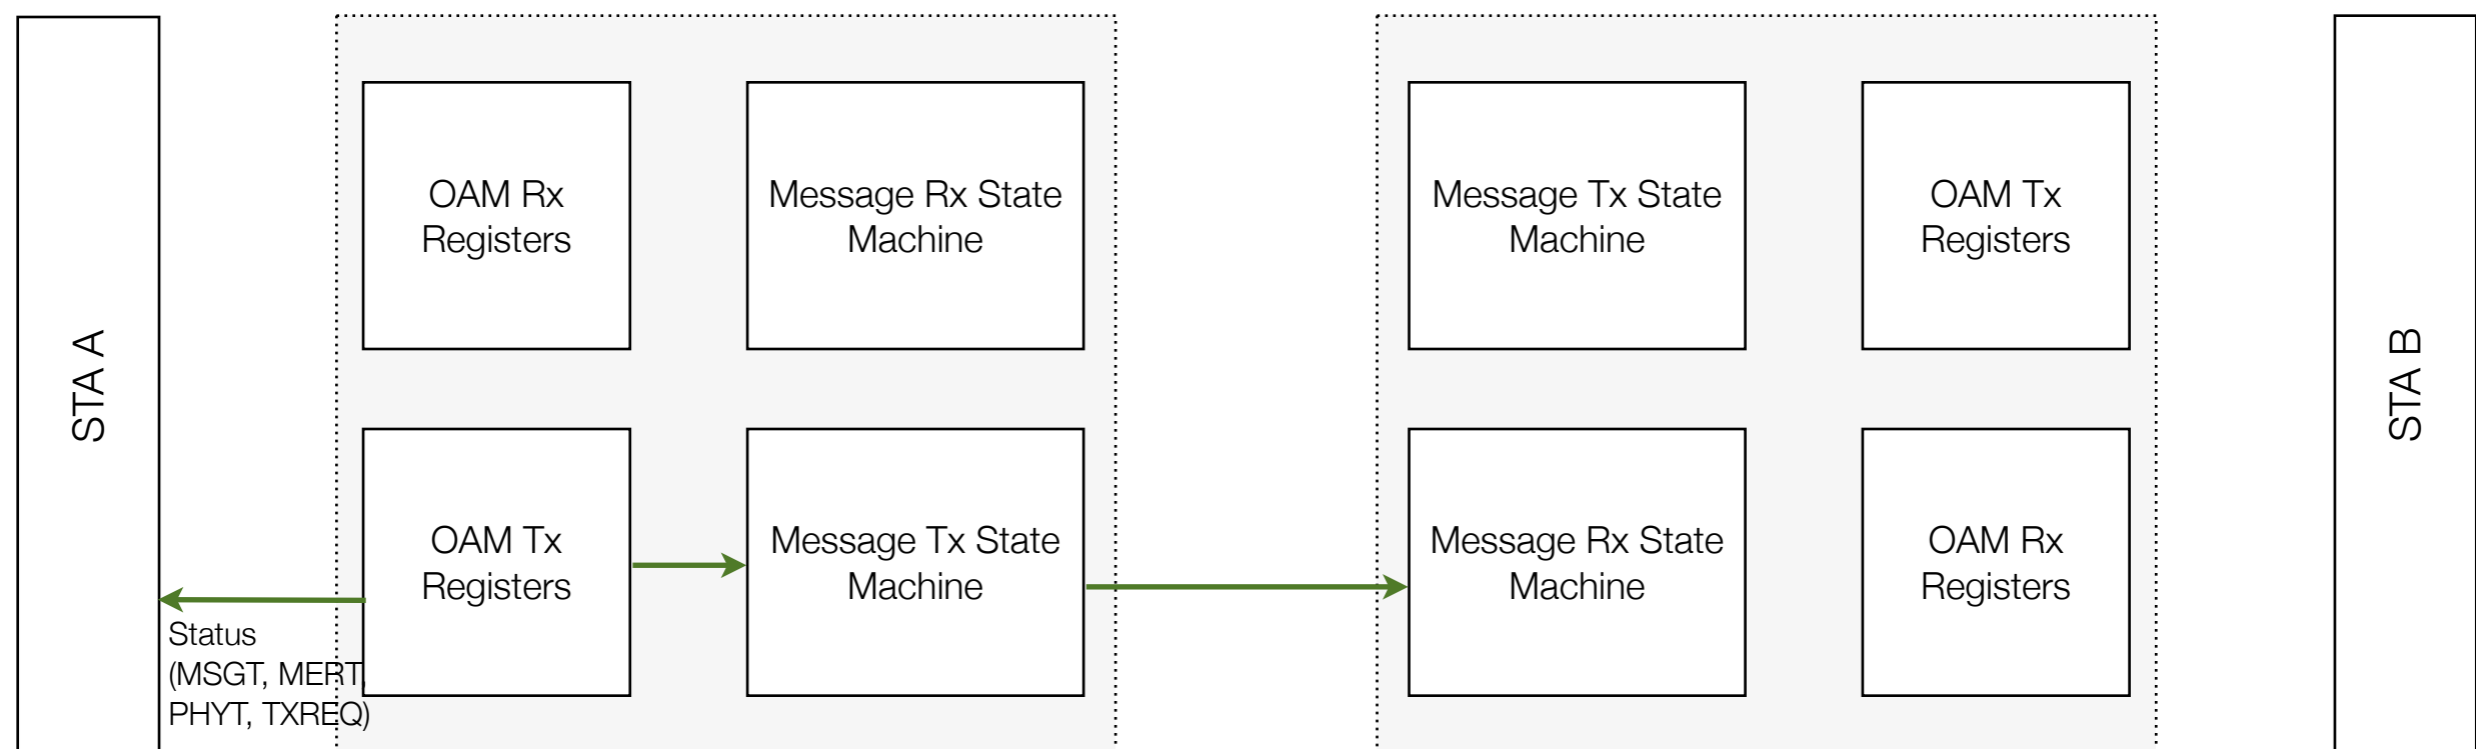 STA A
OAM Rx
Registers
Message Rx State
Machine
Message Tx State
Machine
OAM Tx
Registers
STA B
OAM Tx
Registers
Message Tx State
Machine
Message Rx State
Machine
OAM Rx
Registers
Status
(MSGT, MERT,
PHYT, TXREQ)